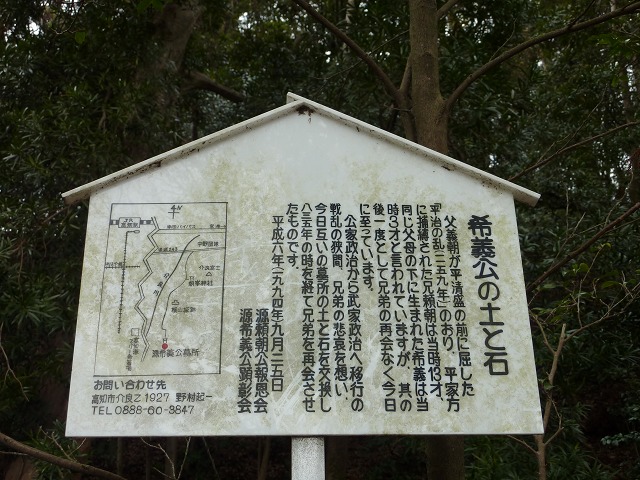 希義公の土と石
父義朝が平清盛の前に屈した
「平治の乱」(一一五九年)のおり、平家方
に捕縛された兄頼朝は当時13才、
同じ父母の下に生まれた希義は当
時3才と言われていますが、其の
後一度として兄弟の再会なく今日
に至っています。
公家政治から武家政治へ移行の
戦乱の狭間、兄弟の悲哀を想い、
今日互いの墓所の土と石を交換し
八三五年の時を経て兄弟を再会させ
たものです。
平成六年(一九九四年)九月二五日
源頼朝公報恩会
源希義公顕彰会
源希義公墓所
お問い合わせ先
高知市介良乙1927 野村起一
TEL0888-60-3847